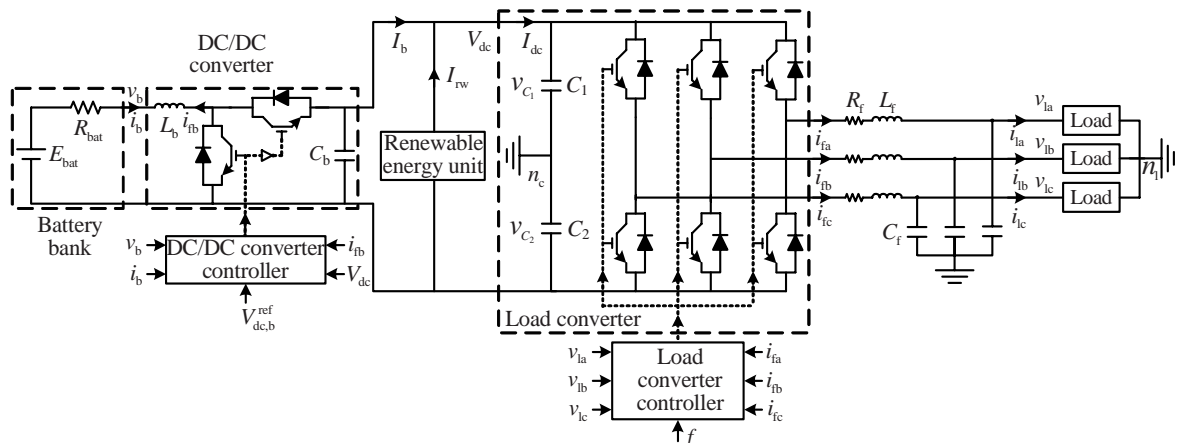 DC/DC
converter
I_b
V_dc
I_dc
I_rw
v_C1
C_1
v_b
i_b
R_bat
L_b
i_fb
E_bat
C_b
Battery
bank
Renewable
energy unit
n_c
v_C2
C_2
R_f
L_f
i_fa
i_fb
i_fc
i_la
i_lb
i_lc
v_la
v_lb
v_lc
Load
Load
Load
n_l
C_f
v_b
i_b
DC/DC converter
controller
i_fb
V_dc
V_dc,b^ref
Load converter
v_la
v_lb
v_lc
Load
converter
controller
i_fa
i_fb
i_fc
f